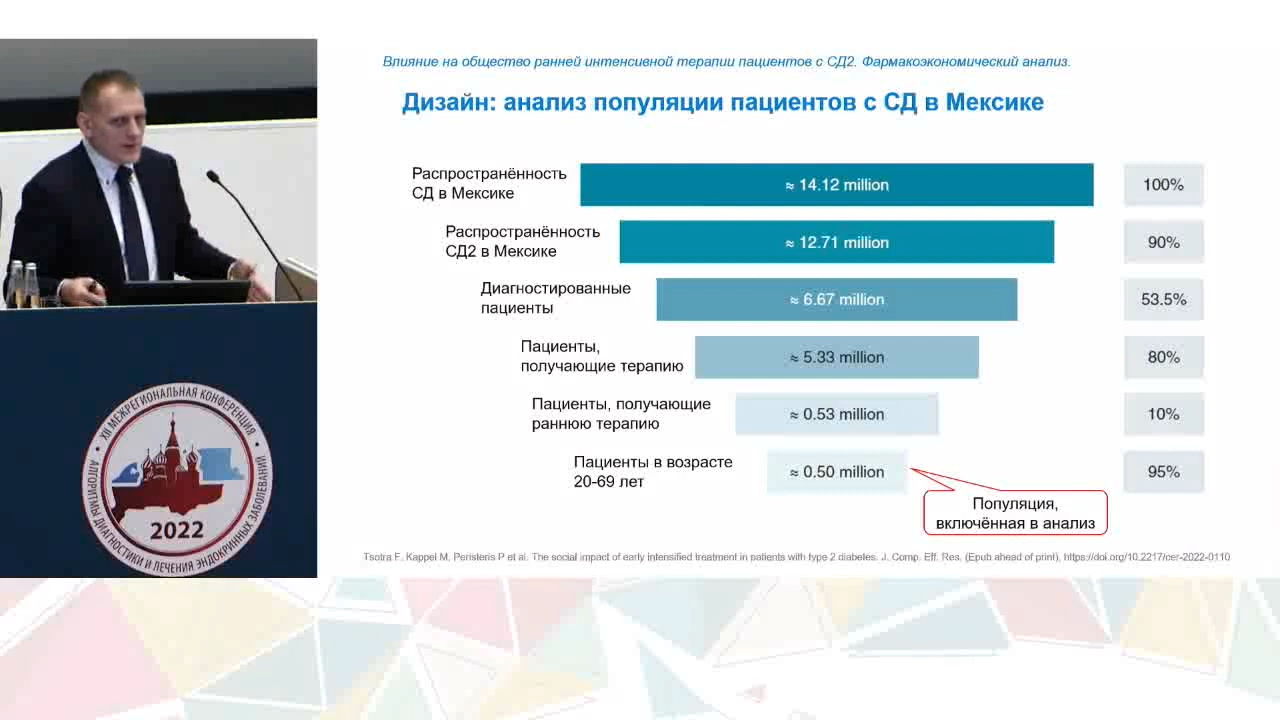 Влияние на общество ранней интенсивной терапии пациентов с СД2. Фармакоэкономический анализ.
Дизайн: анализ популяции пациентов с СД в Мексике
Распространённость
СД в Мексике
≈ 14.12 million
100%
Распространённость
СД2 в Мексике
≈ 12.71 million
90%
Диагностированные
пациенты
≈ 6.67 million
53.5%
Пациенты,
получающие терапию
≈ 5.33 million
80%
Пациенты, получающие
раннюю терапию
≈ 0.53 million
10%
Пациенты в возрасте
20-69 лет
≈ 0.50 million
95%
Популяция,
включённая в анализ
Tsotra F, Kappel M, Peristeris P et al. The social impact of early intensified treatment in patients with type 2 diabetes. J. Comp. Eff. Res. (Epub ahead of print), https://doi.org/10.2217/cer-2022-0110
XII МЕЖРЕГИОНАЛЬНАЯ КОНФЕРЕНЦИЯ
АЛГОРИТМЫ ДИАГНОСТИКИ И ЛЕЧЕНИЯ ЭНДОКРИННЫХ ЗАБОЛЕВАНИЙ
2022